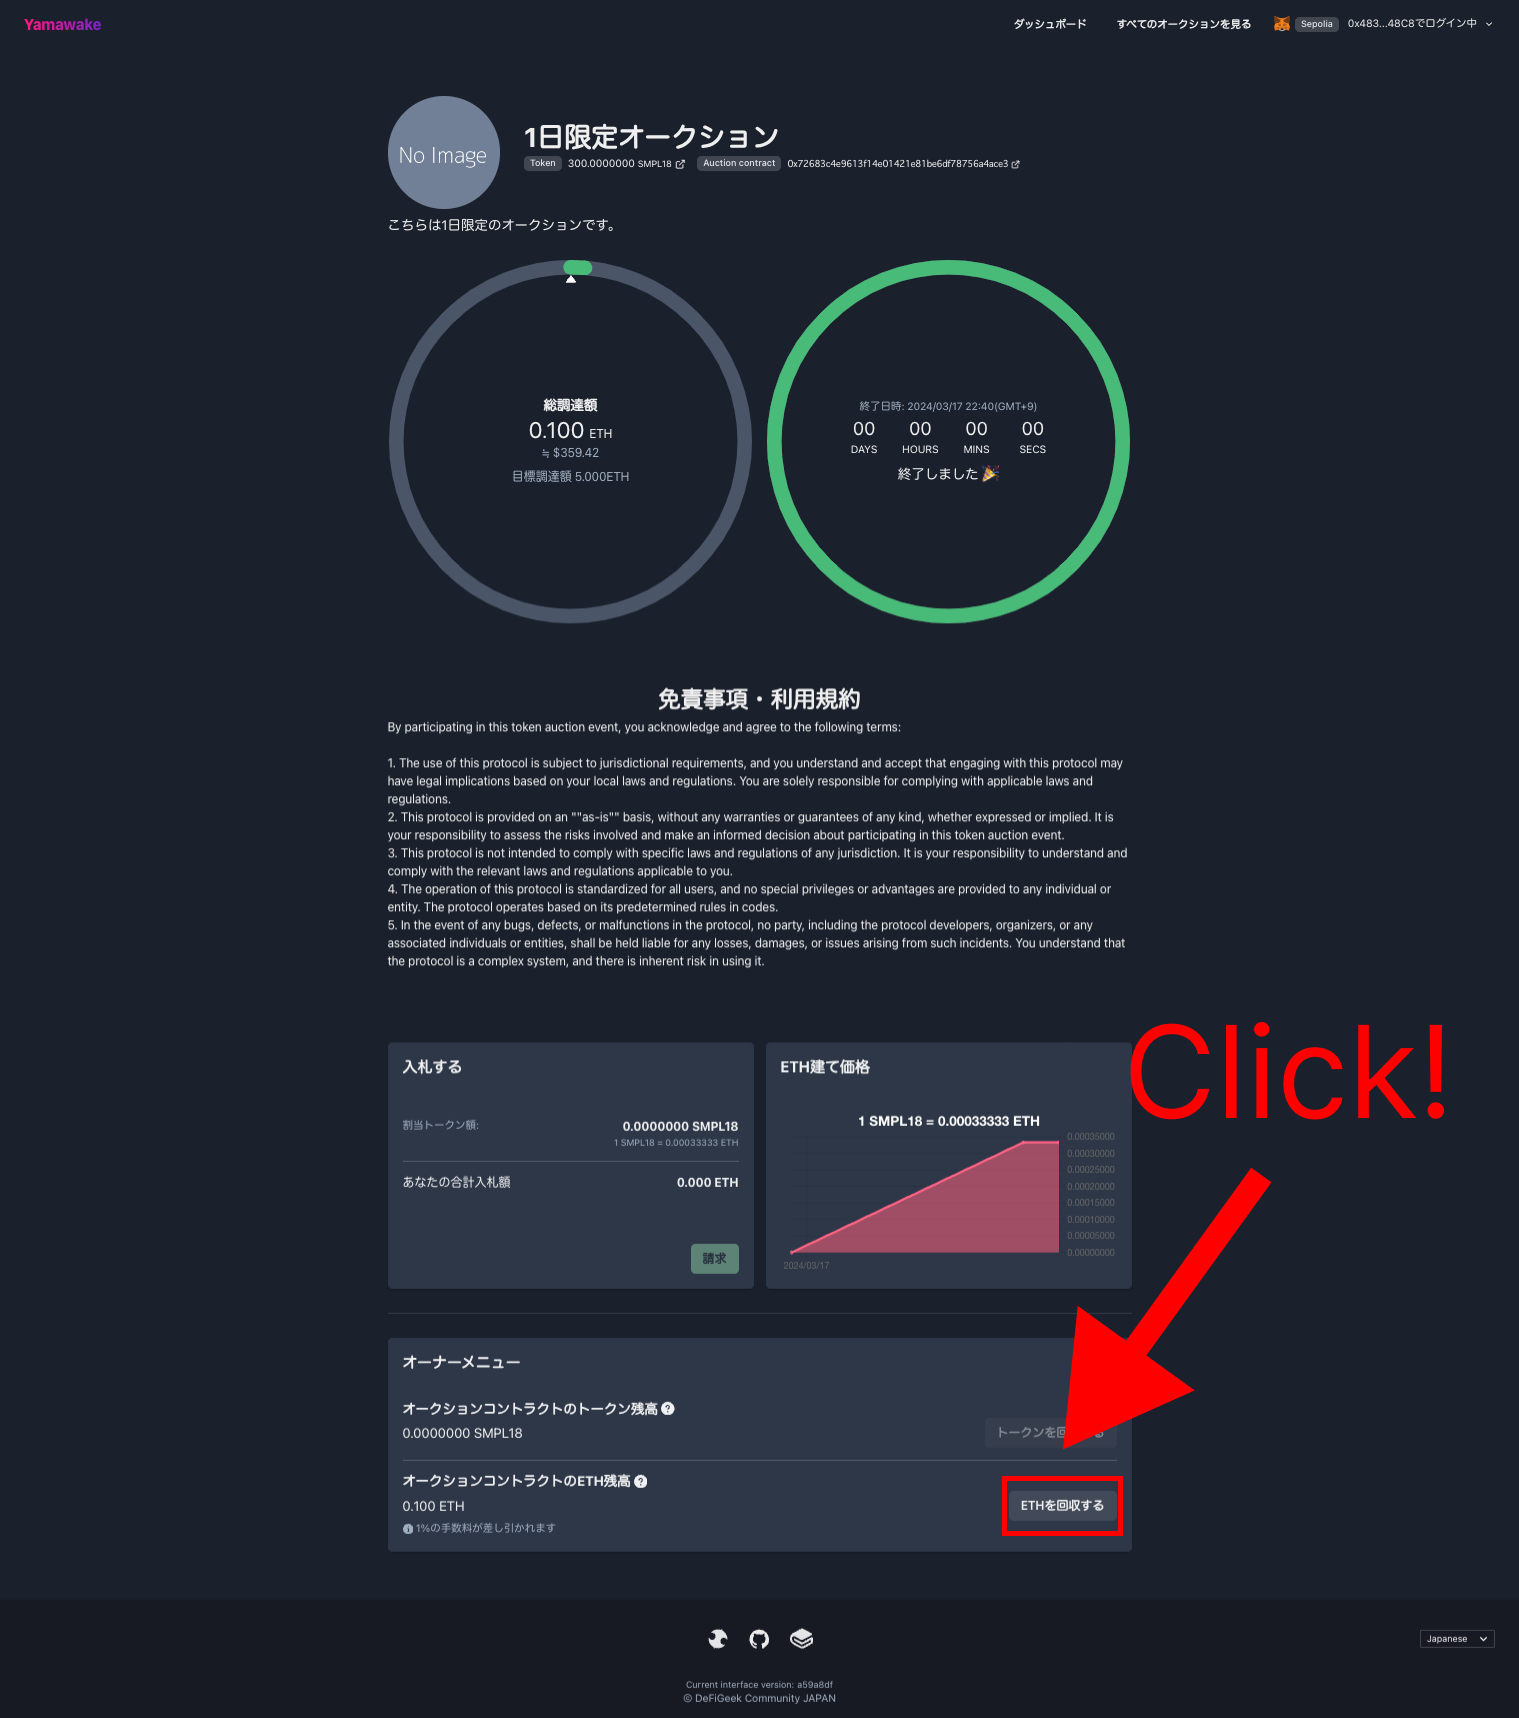 Yamawake
ダッシュボード
すべてのオークションを見る
Sepolia
0x483...48C8でログイン中
No Image
1日限定オークション
Token 300.0000000 SMPL18 Auction contract 0x72683c4e9613f14e01421e81be6df78756a4ace3
こちらは1日限定のオークションです。
総調達額
0.100 ETH
≒ $359.42
目標調達額 5.000ETH
終了日時: 2024/03/17 22:40(GMT+9)
00 00 00 00
DAYS HOURS MINS SECS
終了しました 🎉
免責事項・利用規約
By participating in this token auction event, you acknowledge and agree to the following terms:
1. The use of this protocol is subject to jurisdictional requirements, and you understand and accept that engaging with this protocol may
have legal implications based on your local laws and regulations. You are solely responsible for complying with applicable laws and
regulations.
2. This protocol is provided on an ""as-is"" basis, without any warranties or guarantees of any kind, whether expressed or implied. It is
your responsibility to assess the risks involved and make an informed decision about participating in this token auction event.
3. This protocol is not intended to comply with specific laws and regulations of any jurisdiction. It is your responsibility to understand and
comply with the relevant laws and regulations applicable to you.
4. The operation of this protocol is standardized for all users, and no special privileges or advantages are provided to any individual or
entity. The protocol operates based on its predetermined rules in codes.
5. In the event of any bugs, defects, or malfunctions in the protocol, no party, including the protocol developers, organizers, or any
associated individuals or entities, shall be held liable for any losses, damages, or issues arising from such incidents. You understand that
the protocol is a complex system, and there is inherent risk in using it.
Click!
入札する
割当トークン額: 0.0000000 SMPL18
1 SMPL18 = 0.00033333 ETH
あなたの合計入札額 0.000 ETH
請求
ETH建て価格
1 SMPL18 = 0.00033333 ETH
0.00035000
0.00030000
0.00025000
0.00020000
0.00015000
0.00010000
0.00005000
0.00000000
2024/03/17
オーナーメニュー
オークションコントラクトのトークン残高
0.0000000 SMPL18
トークンを回
る
オークションコントラクトのETH残高
0.100 ETH
ETHを回収する
1%の手数料が差し引かれます
Japanese
Current interface version: a59a8df
© DeFiGeek Community JAPAN